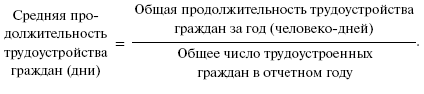 Средняя про-
должительность
трудоустройства
граждан (дни)
=
Общая продолжительность трудоустройства
граждан за год (человеко-дней)
Общее число трудоустроенных
граждан в отчетном году
.